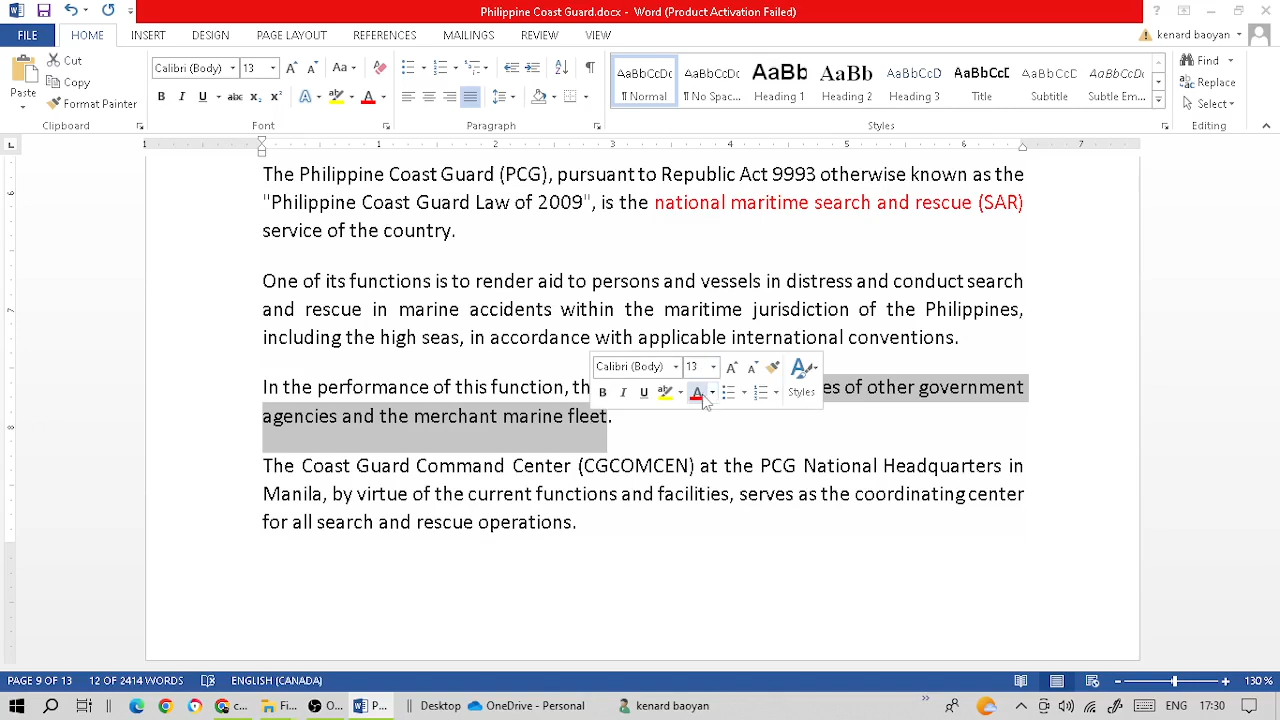 Philippine Coast Guard.docx - Word (Product Activation Failed)
FILE HOME INSERT DESIGN PAGE LAYOUT REFERENCES MAILINGS REVIEW VIEW kenard baoyan
Paste
Cut
Copy
Format Painter
Clipboard
Calibri (Body) 13
Font
Paragraph
AaBbCcDc AaBbCcDc AaBb AaBb AaBbCcD AaBbCcC AaBbCcDc AaBbCcDc
¶ Normal ¶ No Spac... Heading 1 Heading 2 Heading 3 Title Subtitle Subtle Em...
Styles
Find
Replace
Select
Editing
1 1 2 3 4 5 6 7
The Philippine Coast Guard (PCG), pursuant to Republic Act 9993 otherwise known as the
"Philippine Coast Guard Law of 2009", is the national maritime search and rescue (SAR)
service of the country.
One of its functions is to render aid to persons and vessels in distress and conduct search
and rescue in marine accidents within the maritime jurisdiction of the Philippines,
including the high seas, in accordance with applicable international conventions.
Calibri (Body) 13
Styles
In the performance of this function, th es of other government
agencies and the merchant marine fleet.
The Coast Guard Command Center (CGCOMCEN) at the PCG National Headquarters in
Manila, by virtue of the current functions and facilities, serves as the coordinating center
for all search and rescue operations.
PAGE 9 OF 13 12 OF 2414 WORDS ENGLISH (CANADA) 130 %
c... Fi... O... P... Desktop OneDrive - Personal kenard baoyan ENG 17:30